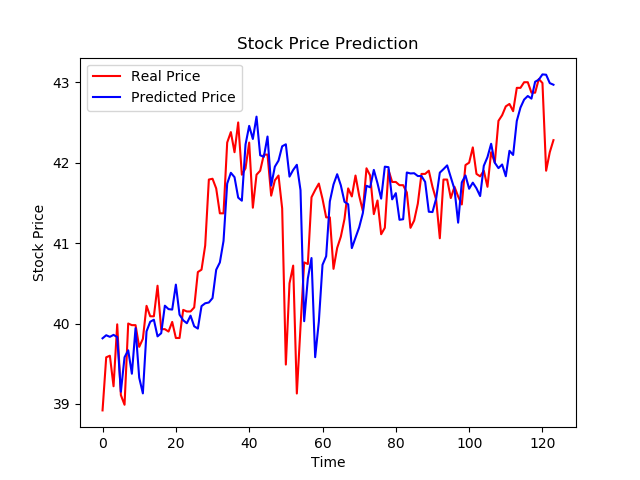 Stock Price Prediction
Real Price
Predicted Price
43
42
41
40
39
Stock Price
0 20 40 60 80 100 120
Time